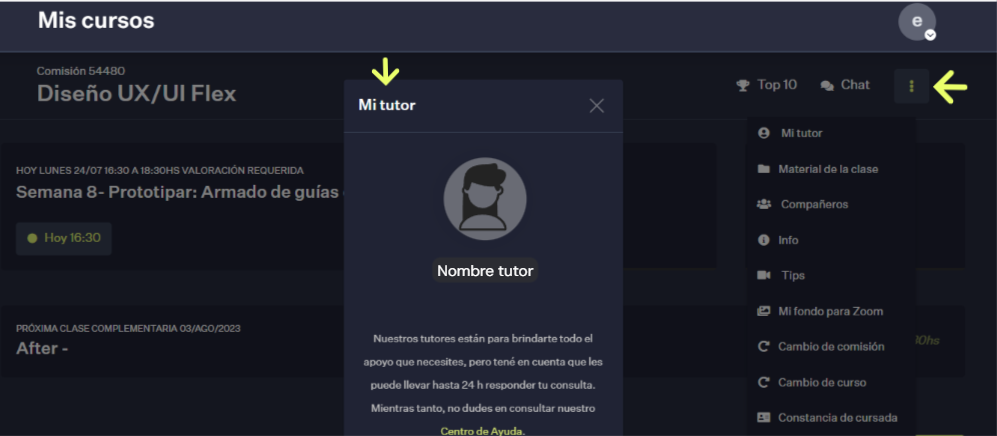 Mis cursos
e
Comisión 54480
Diseño UX/UI Flex
Top 10
Chat
HOY LUNES 24/07 16:30 A 18:30HS VALORACIÓN REQUERIDA
Semana 8- Prototipar: Armado de guías
Hoy 16:30
PRÓXIMA CLASE COMPLEMENTARIA 03/AGO/2023
After -
Mi tutor
Nombre tutor
Nuestros tutores están para brindarte todo el
apoyo que necesites, pero tené en cuenta que les
puede llevar hasta 24 h responder tu consulta.
Mientras tanto, no dudes en consultar nuestro
Centro de Ayuda.
Mi tutor
Material de la clase
Compañeros
Info
Tips
Mi fondo para Zoom
Cambio de comisión
Cambio de curso
Constancia de cursada